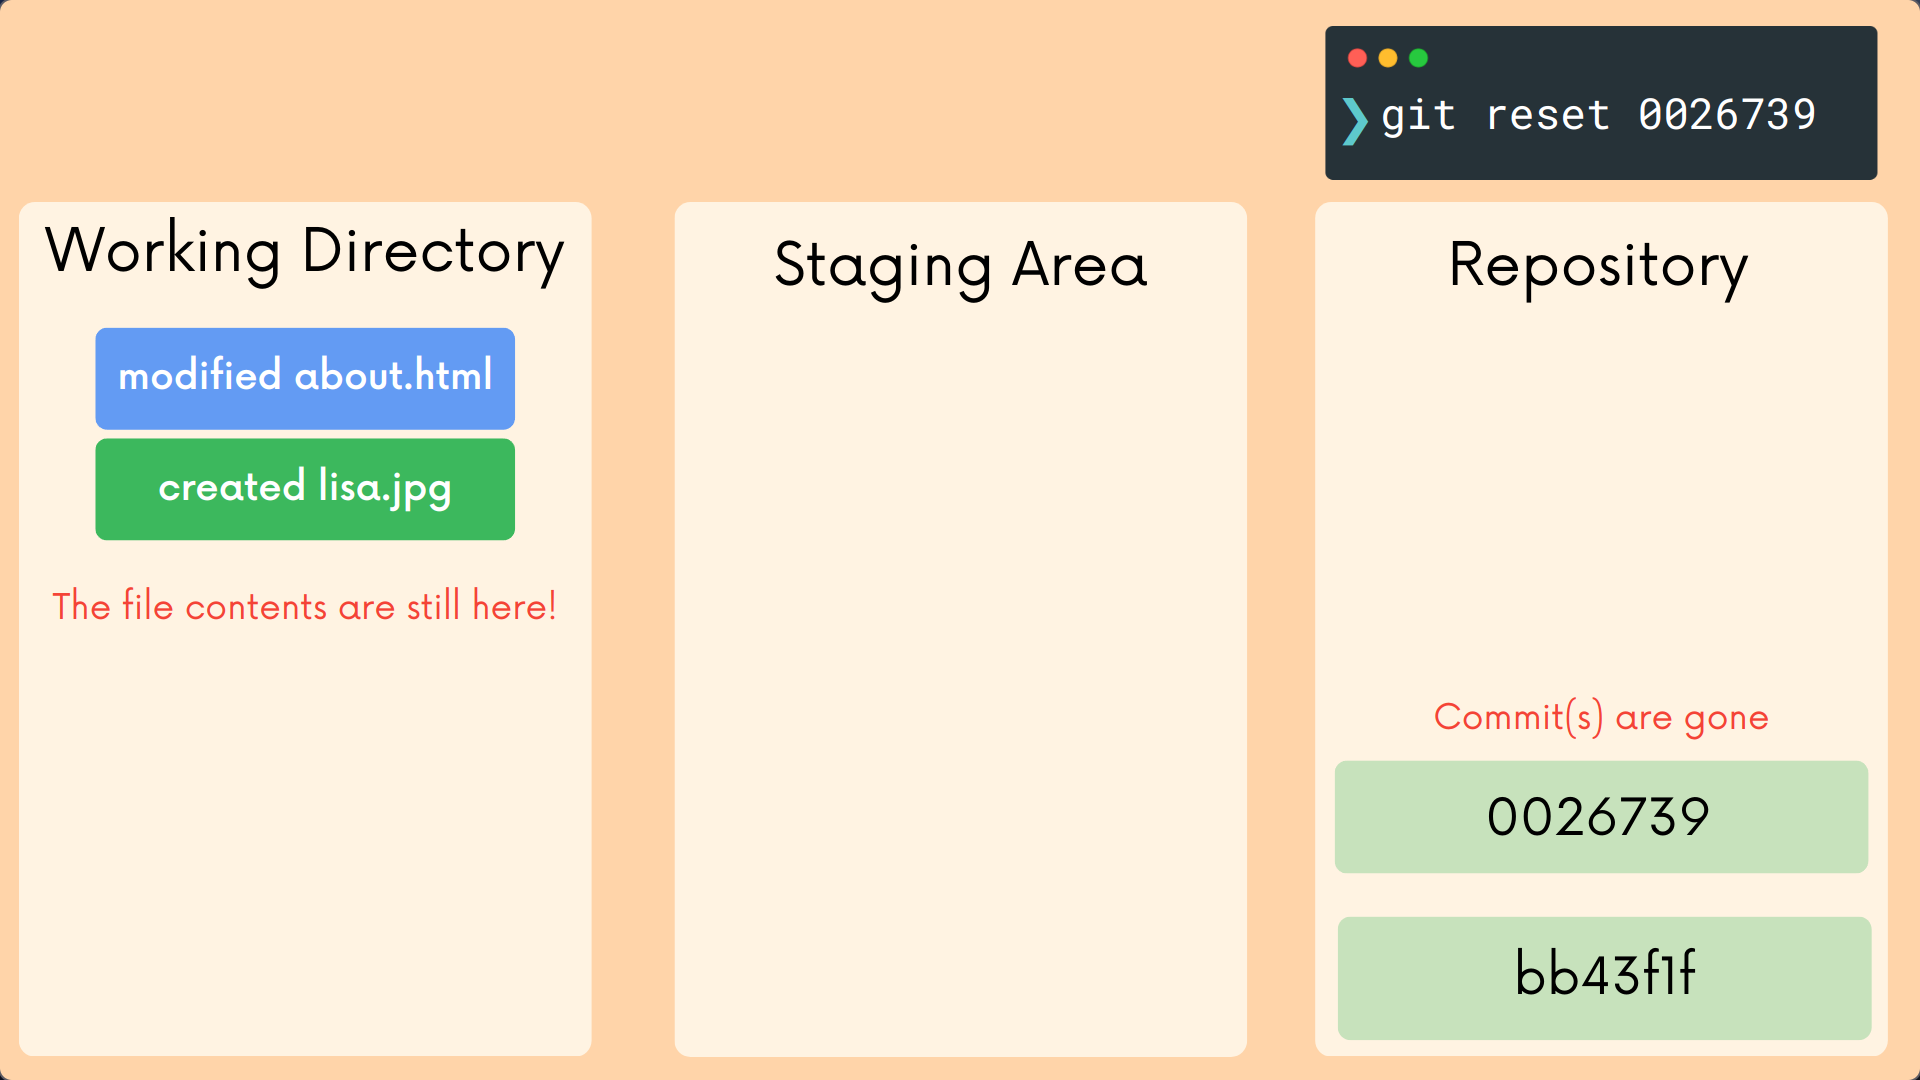 ❯ git reset 0026739
Working Directory
modified about.html
created lisa.jpg
The file contents are still here!
Staging Area
Repository
Commit(s) are gone
0026739
bb43f1f